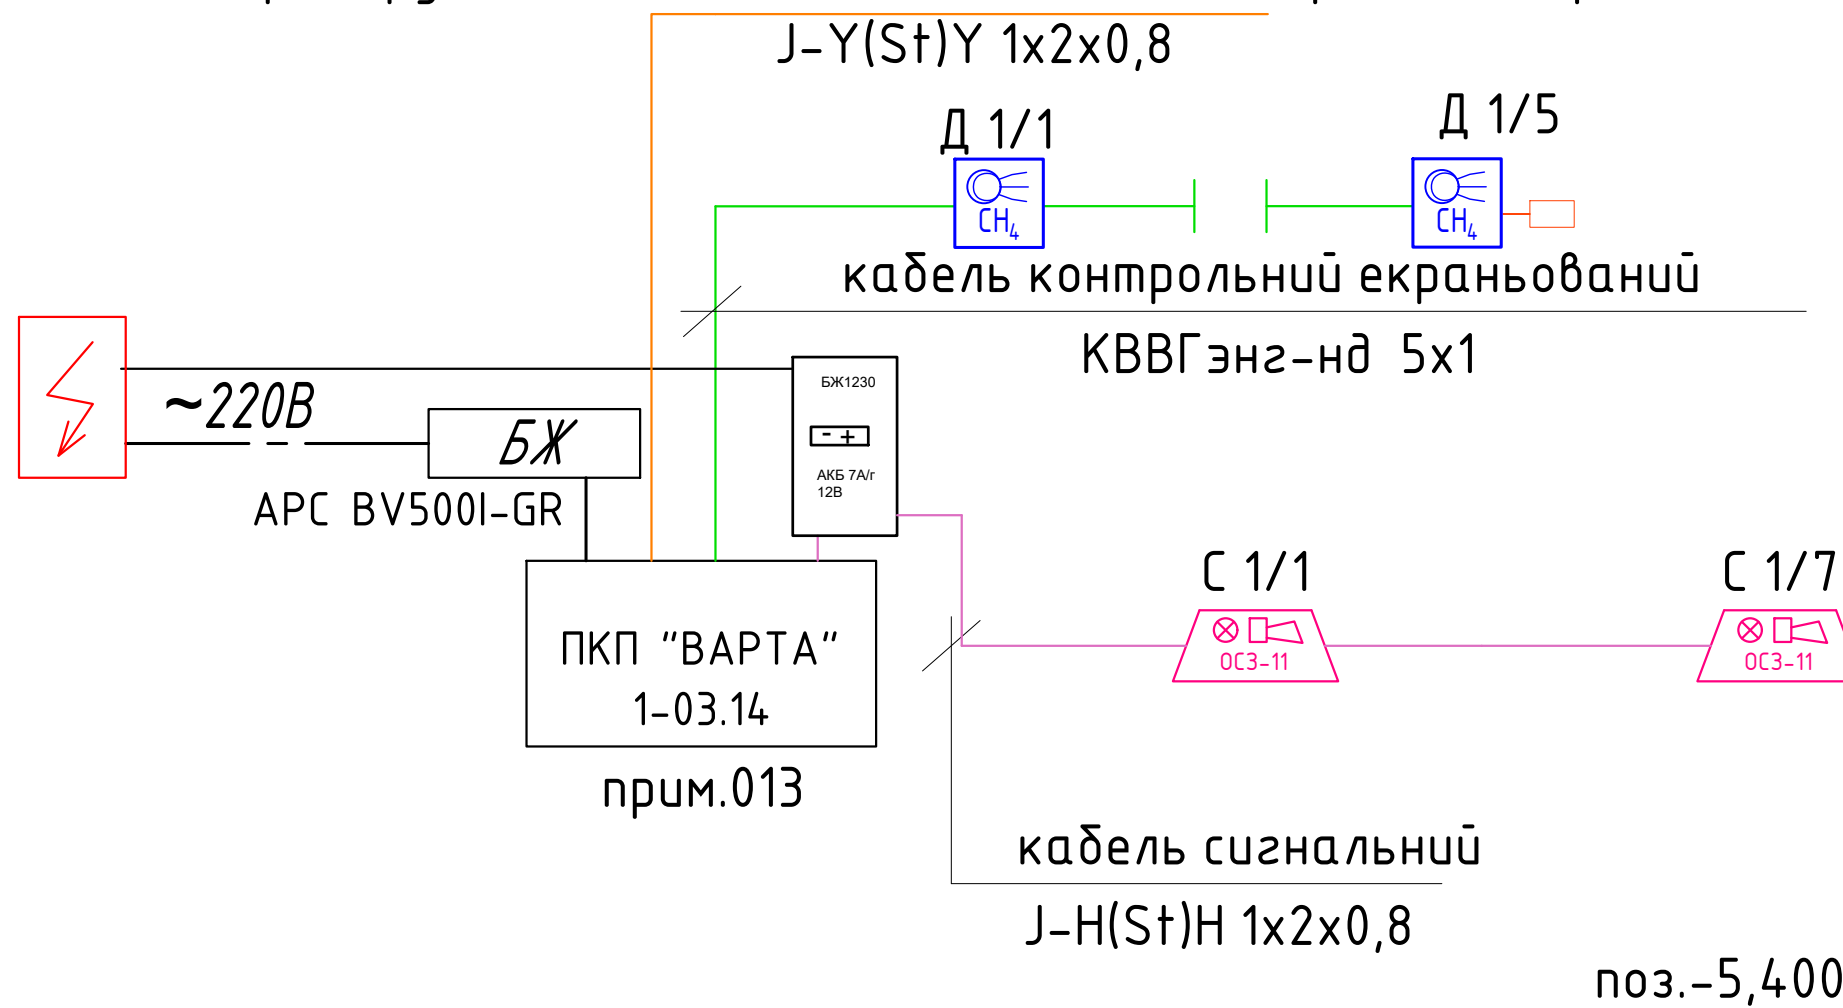 J-Y(St)Y 1x2x0,8
Д 1/1
Д 1/5
CH4
CH4
кабель контрольний екраньований
КВВГэнг-нд 5x1
~220В
БЖ
APC BV500I-GR
БЖ1230
- +
АКБ 7А/г
12В
ПКП "ВАРТА"
1-03.14
прим.013
С 1/1
С 1/7
ОСЗ-11
ОСЗ-11
кабель сигнальний
J-H(St)H 1x2x0,8
поз.-5,400